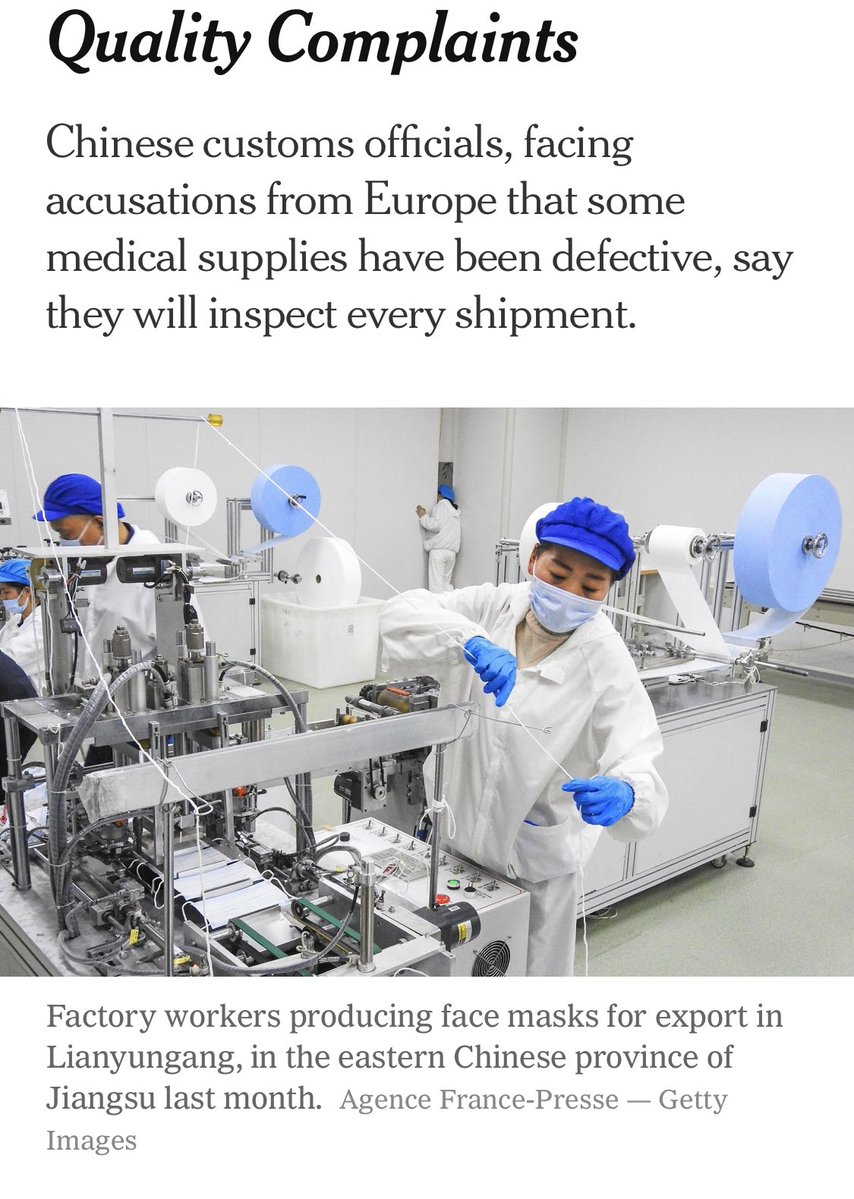 Quality Complaints
Chinese customs officials, facing
accusations from Europe that some
medical supplies have been defective, say
they will inspect every shipment.
Factory workers producing face masks for export in
Lianyungang, in the eastern Chinese province of
Jiangsu last month. Agence France-Presse — Getty
Images